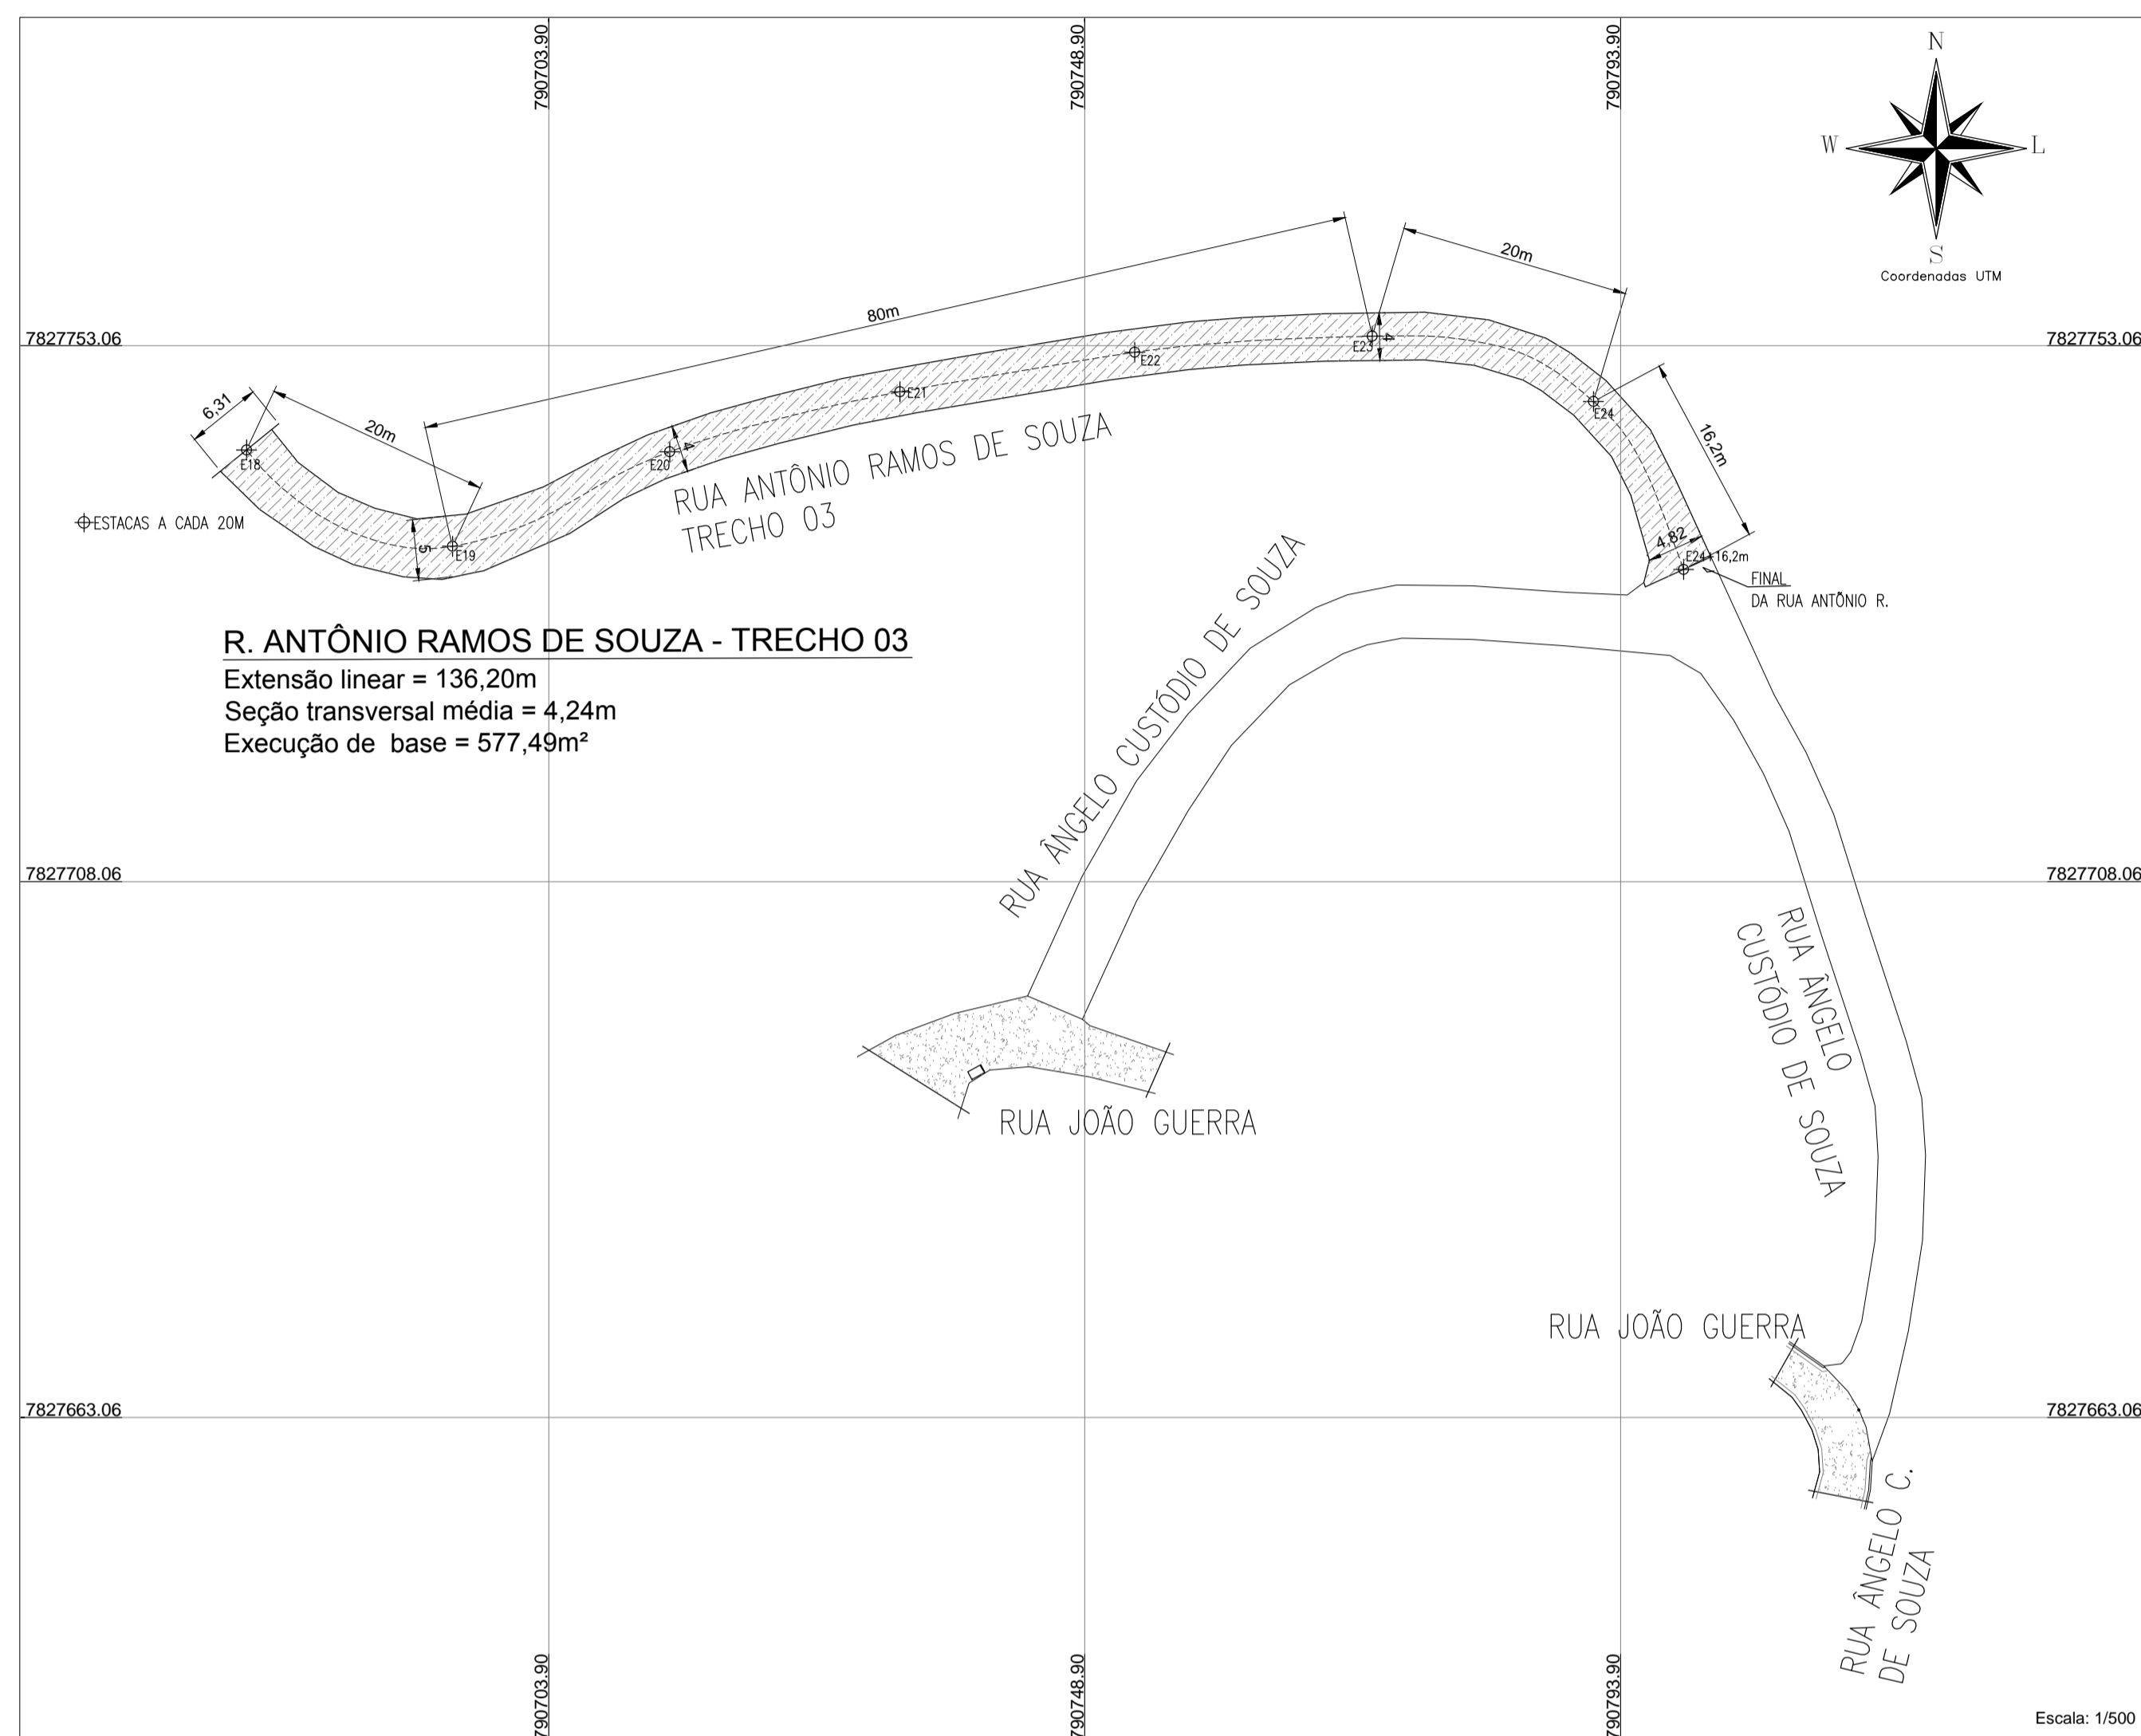 790703.90
790748.90
790793.90
N
W
L
S
Coordenadas UTM
20m
80m
7827753.06
7827753.06
E23
4
E22
E21
E24
6,31
20m
16,2m
E18
E20
4
RUA ANTÔNIO RAMOS DE SOUZA
TRECHO 03
ESTACAS A CADA 20M
5
E19
4,82
E24+16,2m
FINAL
DA RUA ANTÔNIO R.
R. ANTÔNIO RAMOS DE SOUZA - TRECHO 03
Extensão linear = 136,20m
Seção transversal média = 4,24m
Execução de base = 577,49m²
RUA ÂNGELO CUSTÓDIO DE SOUZA
7827708.06
7827708.06
RUA ÂNGELO
CUSTÓDIO DE SOUZA
RUA JOÃO GUERRA
RUA JOÃO GUERRA
7827663.06
7827663.06
RUA ÂNGELO C.
DE SOUZA
790703.90
790748.90
790793.90
Escala: 1/500